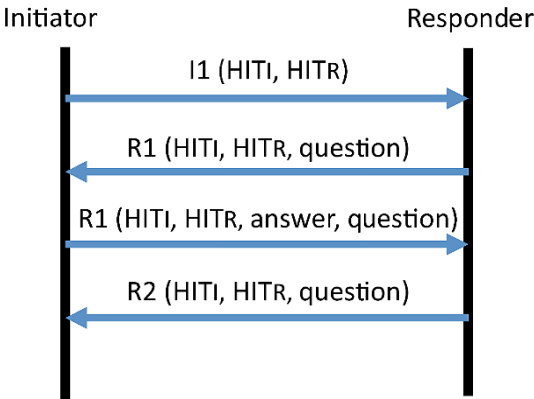 Initiator
Responder
I1 (HITI, HITR)
R1 (HITI, HITR, question)
R1 (HITI, HITR, answer, question)
R2 (HITI, HITR, question)